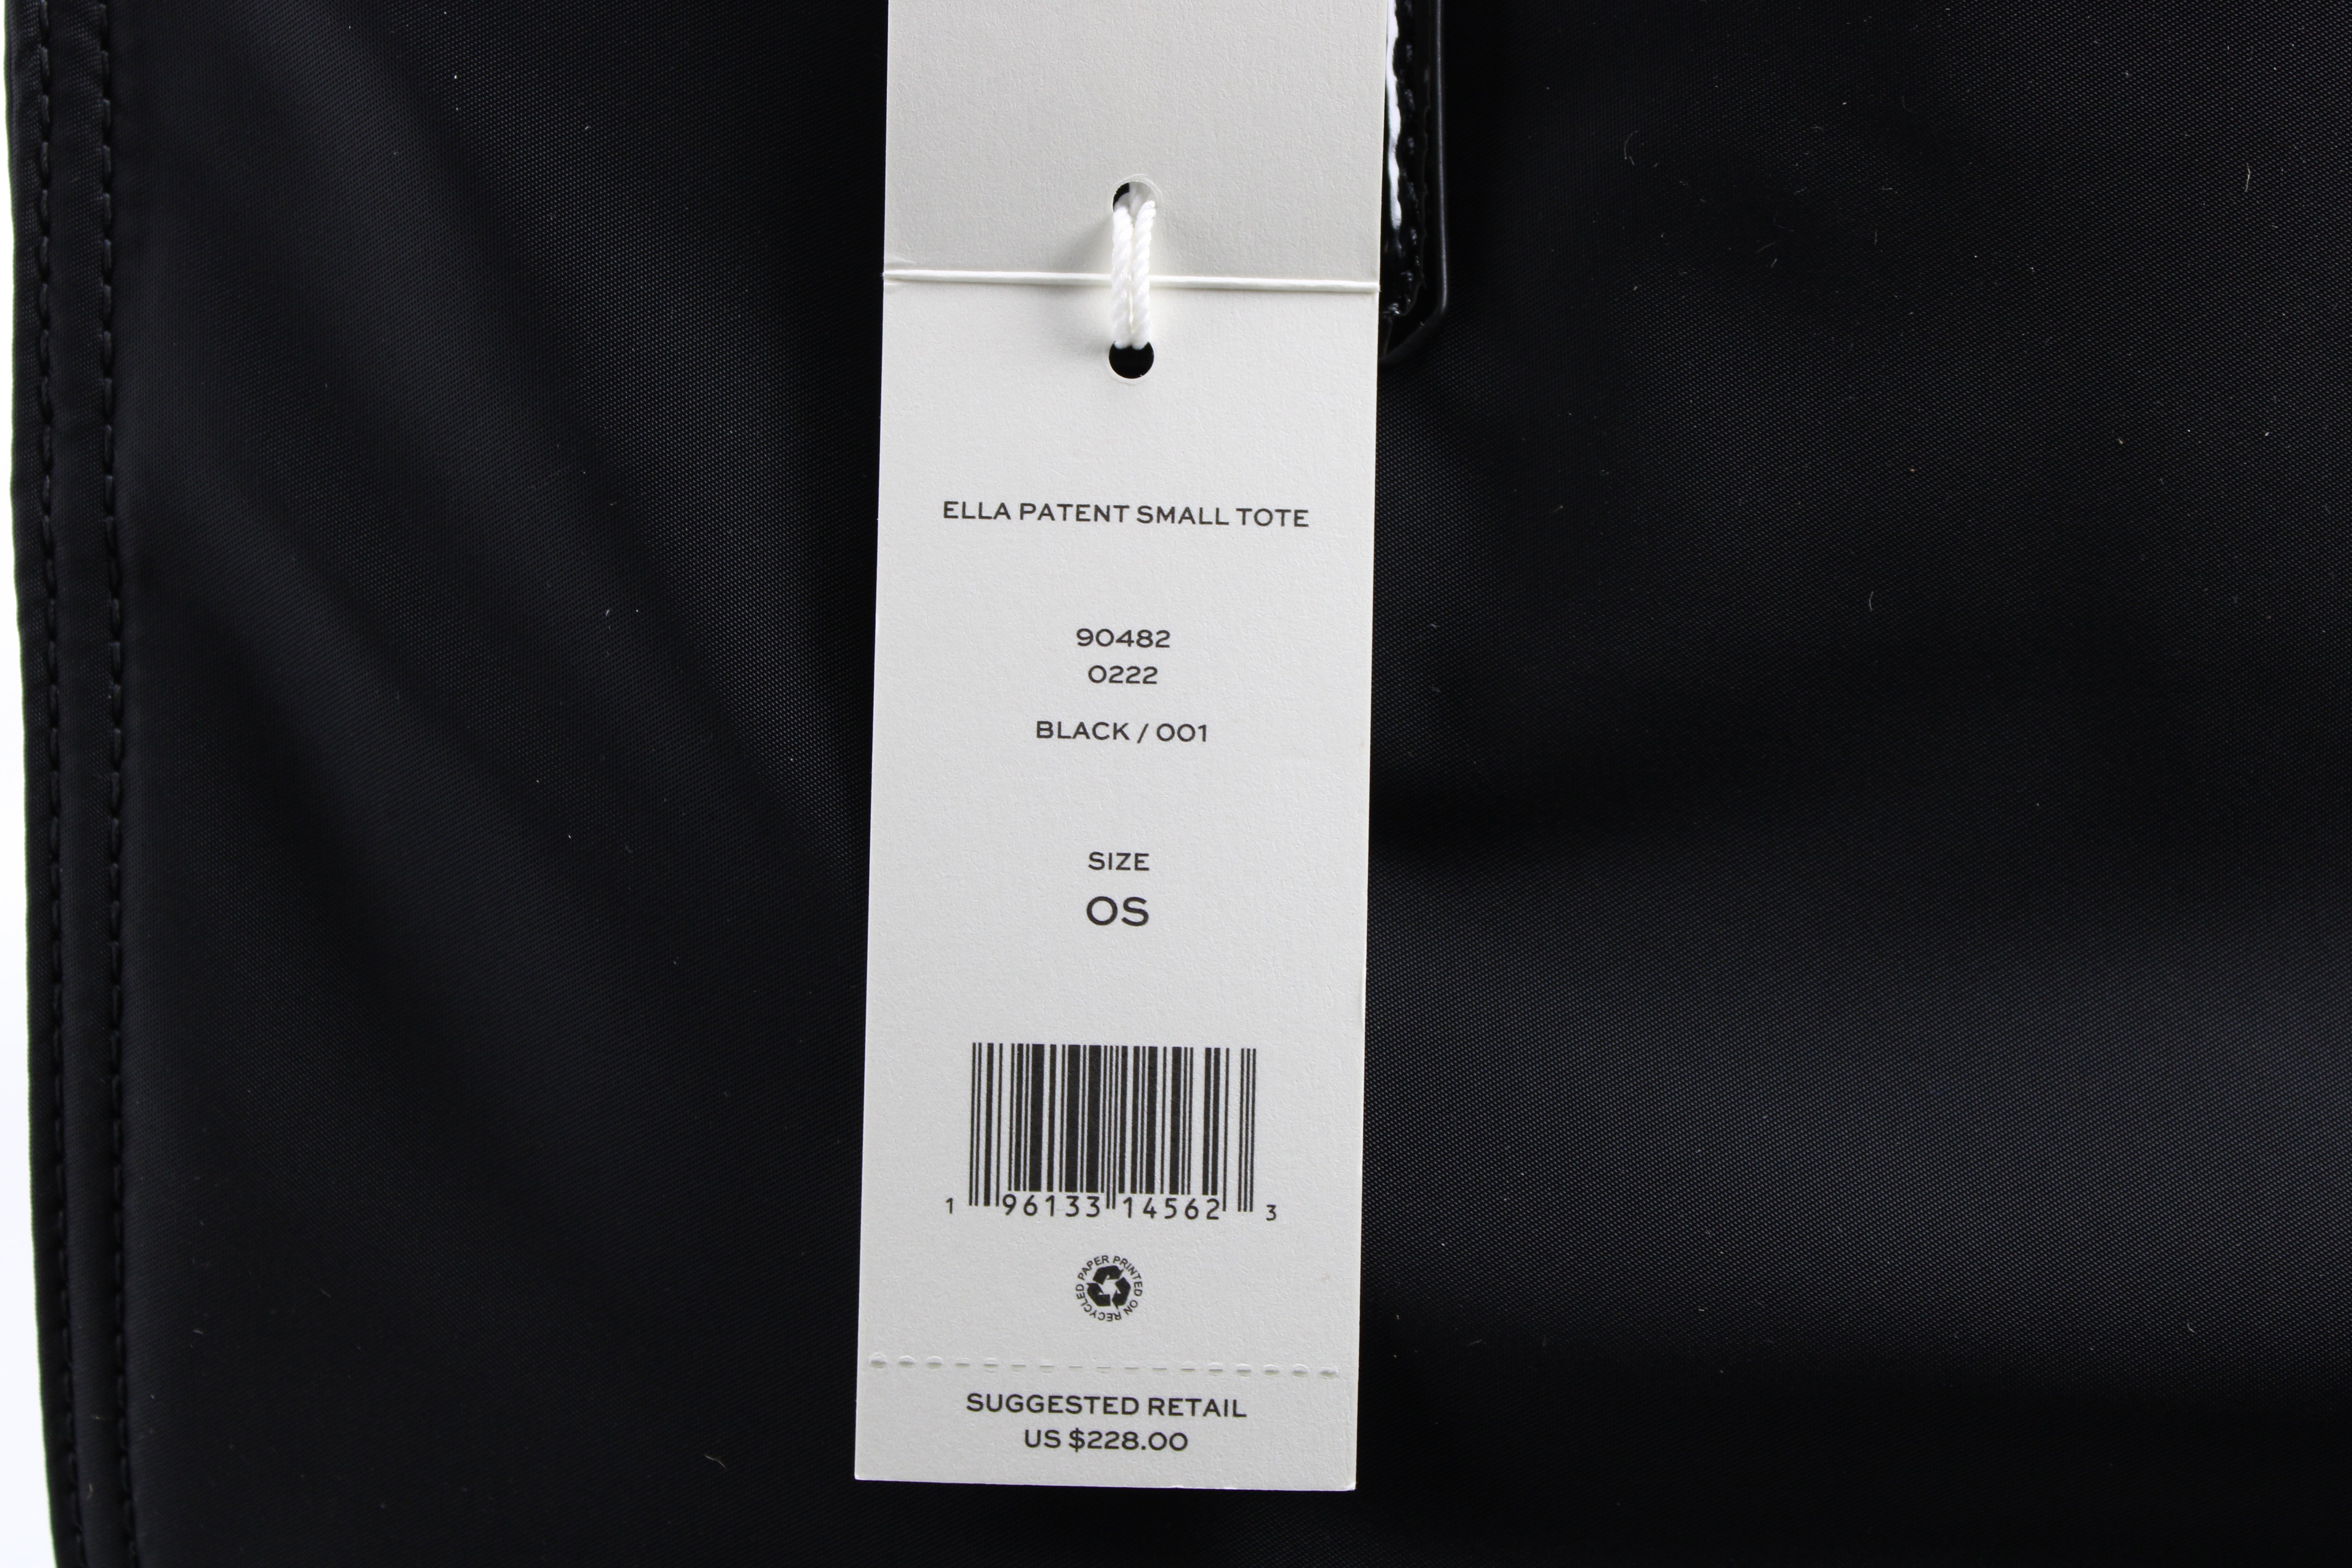 ELLA PATENT SMALL TOTE
90482
0222
BLACK / 001
SIZE
OS
1 96133 14562 3
PRINTED ON RECYCLED PAPER
SUGGESTED RETAIL
US $228.00